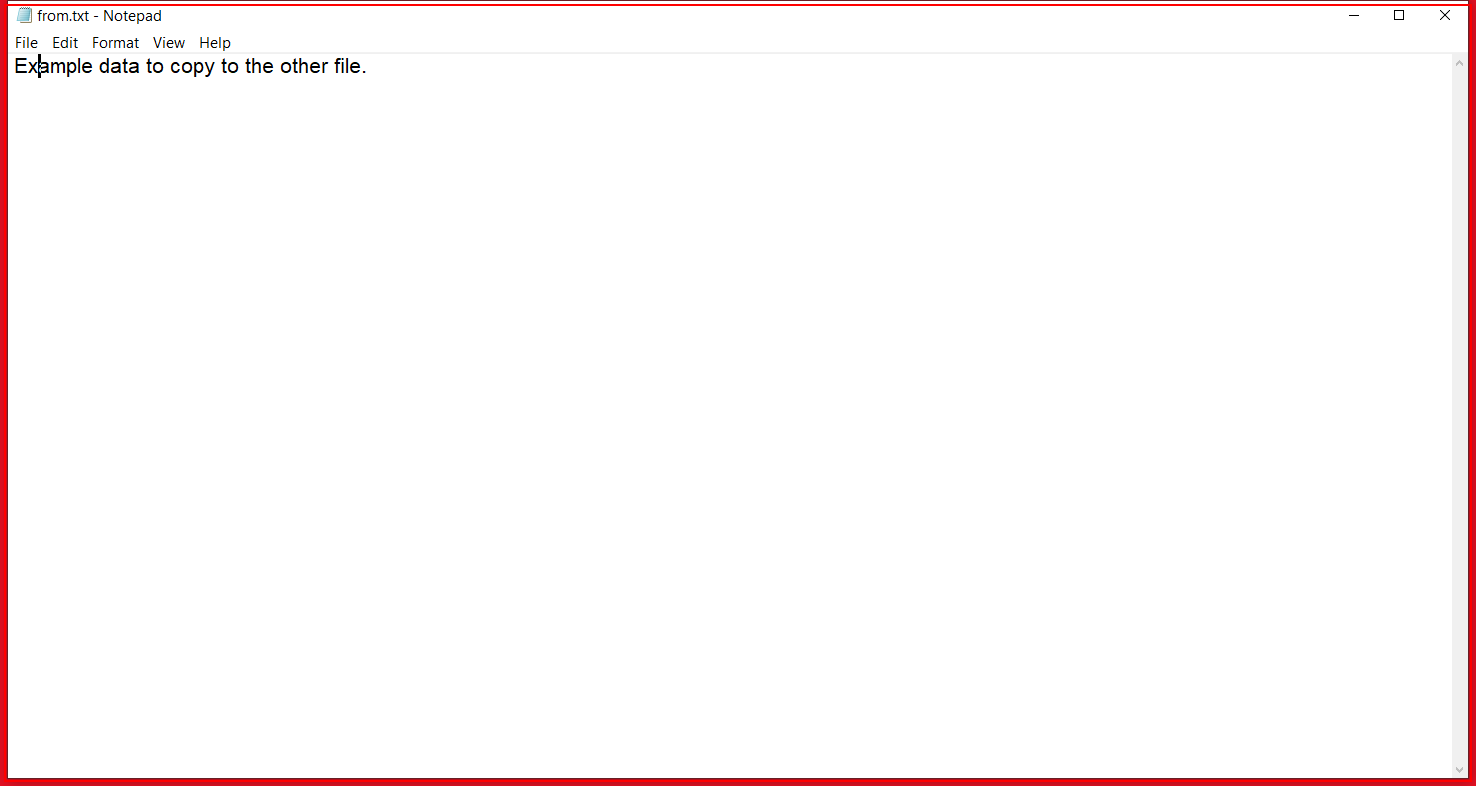 from.txt - Notepad
File Edit Format View Help
Example data to copy to the other file.